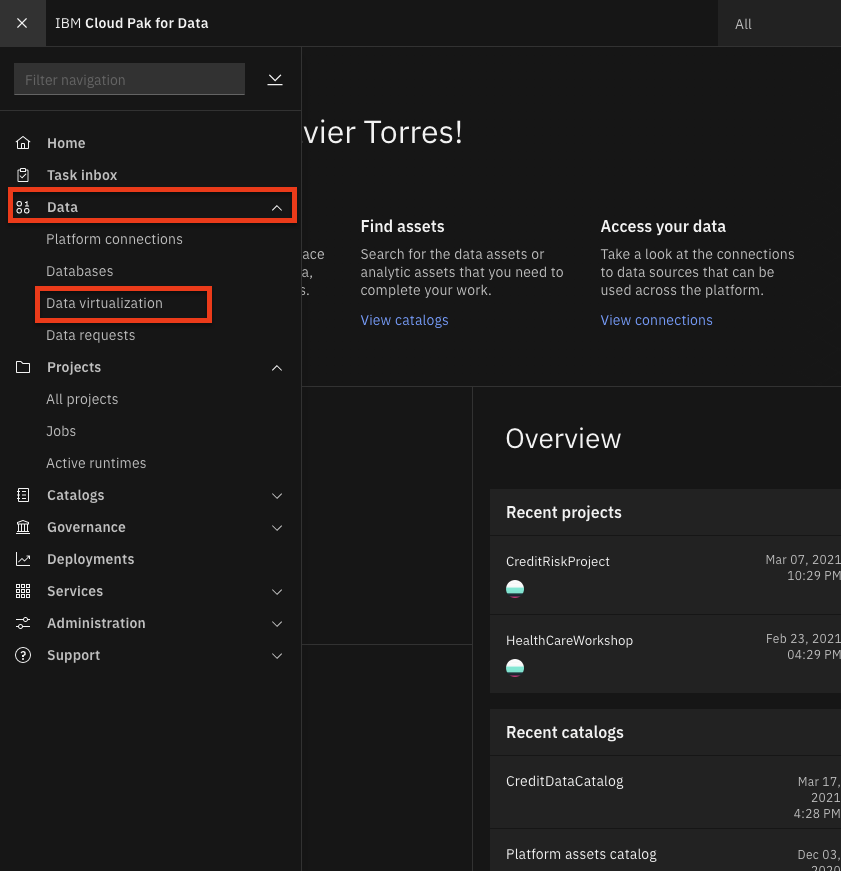 IBM Cloud Pak for Data
All
Filter navigation
Home
Task inbox
Data
Platform connections
Databases
Data virtualization
Data requests
Projects
All projects
Jobs
Active runtimes
Catalogs
Governance
Deployments
Services
Administration
Support
vier Torres!
ace
a,
s.
Find assets
Search for the data assets or
analytic assets that you need to
complete your work.
View catalogs
Access your data
Take a look at the connections
to data sources that can be
used across the platform.
View connections
Overview
Recent projects
CreditRiskProject
Mar 07, 2021
10:29 PM
HealthCareWorkshop
Feb 23, 2021
04:29 PM
Recent catalogs
CreditDataCatalog
Mar 17,
2021
4:28 PM
Platform assets catalog
Dec 03,
2020